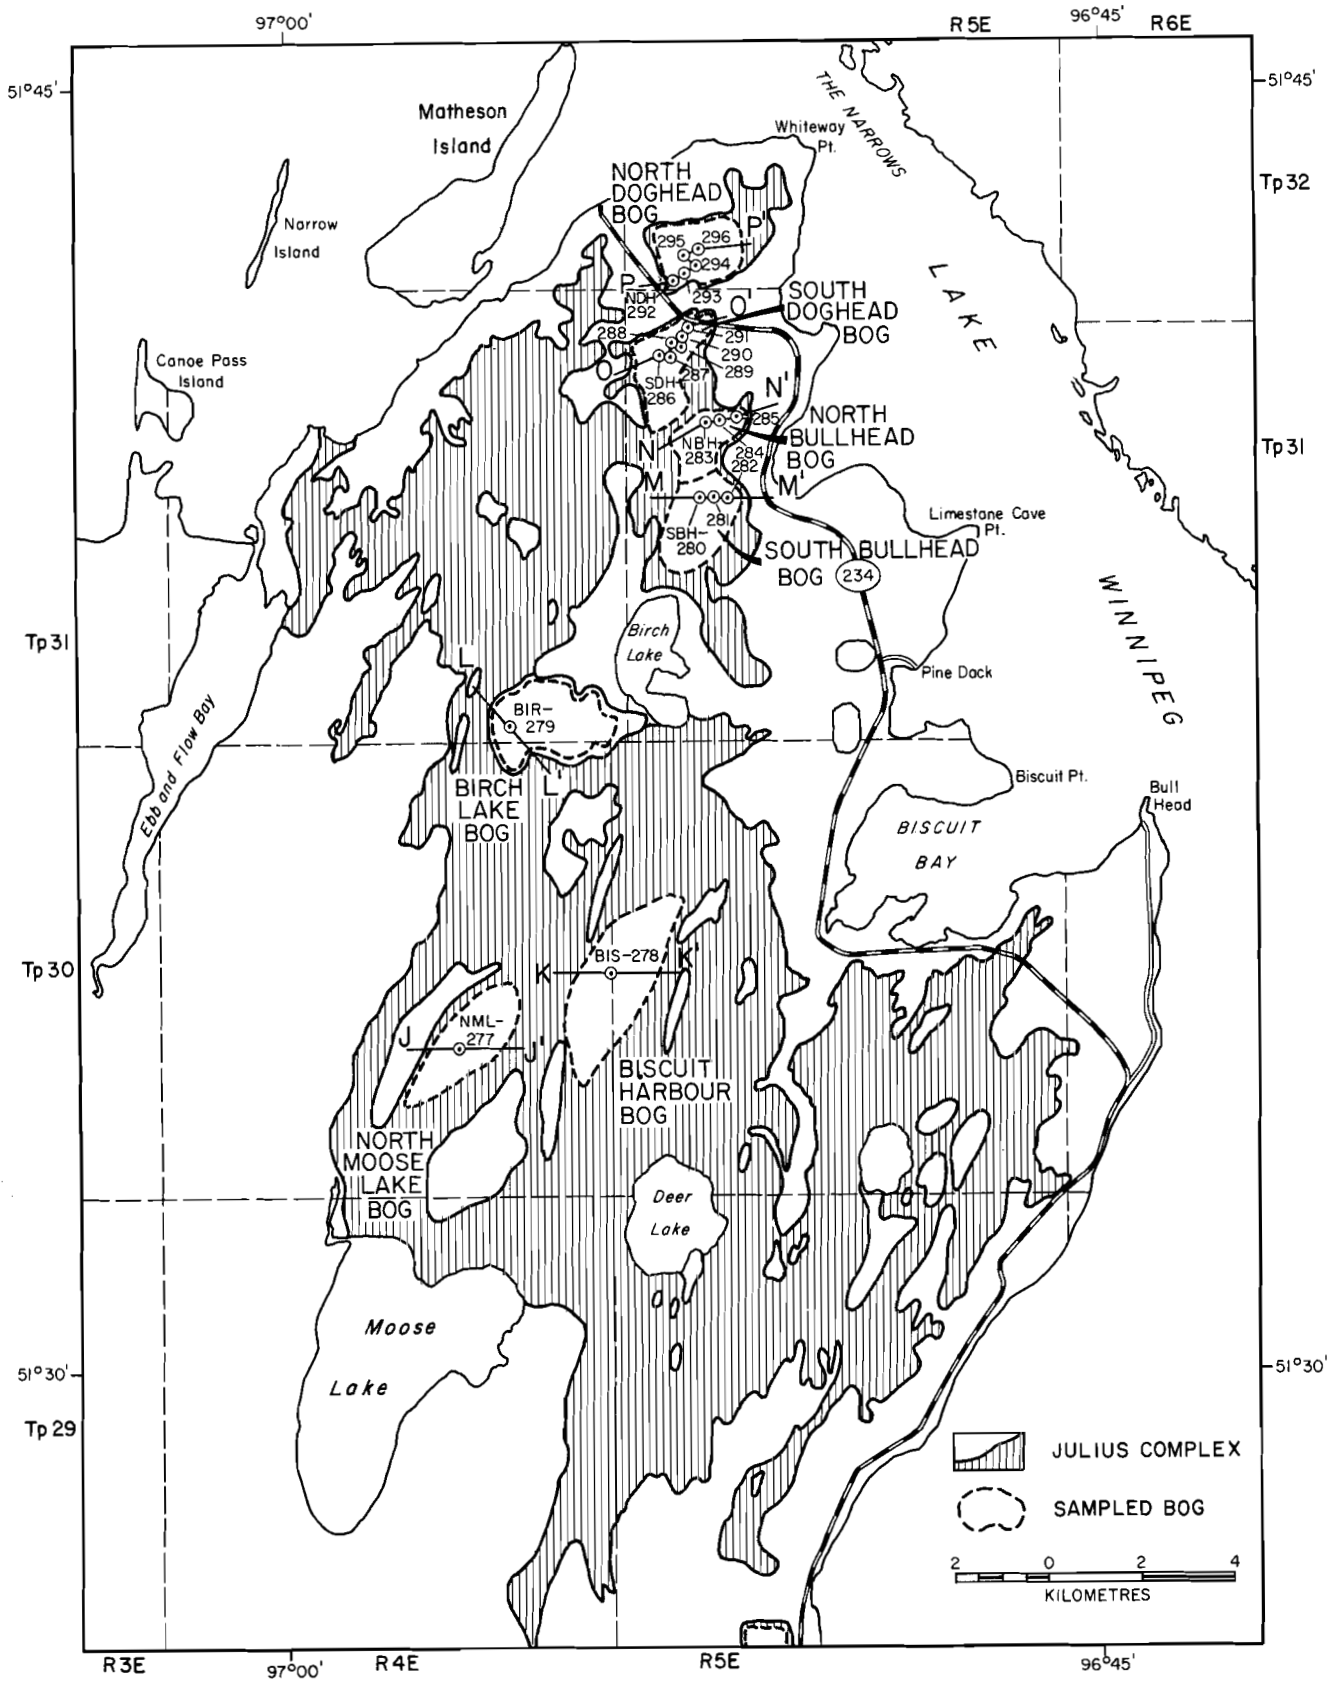 97°00'
R 5E
96°45'
R 6E
51°45'
51°45'
Matheson
Island
THE NARROWS
Whiteway
Pt.
Tp 32
NORTH
DOGHEAD
BOG
Narrow
Island
295
296
P'
294
P
NDH
292
293
LAKE
O'
SOUTH
DOGHEAD
BOG
288
291
290
289
Canoe Pass
Island
O
287
SDH-
286
N'
285
NORTH
BULLHEAD
BOG
Tp 31
N
NBH-
283
284
282
M
M'
281
SBH-
280
Limestone Cave
Pt.
SOUTH BULLHEAD
BOG
234
WINNIPEG
Tp 31
Birch
Lake
L
Pine Dock
BIR-
279
Ebb and Flow Bay
L'
BIRCH
LAKE
BOG
Biscuit Pt.
Bull
Head
BISCUIT
BAY
Tp 30
K
BIS-278
K'
NML-
277
J
J'
BISCUIT
HARBOUR
BOG
NORTH
MOOSE
LAKE
BOG
Deer
Lake
Moose
Lake
51°30'
51°30'
Tp 29
JULIUS COMPLEX
SAMPLED BOG
2 0 2 4
KILOMETRES
R 3E
97°00'
R 4E
R5E
96°45'